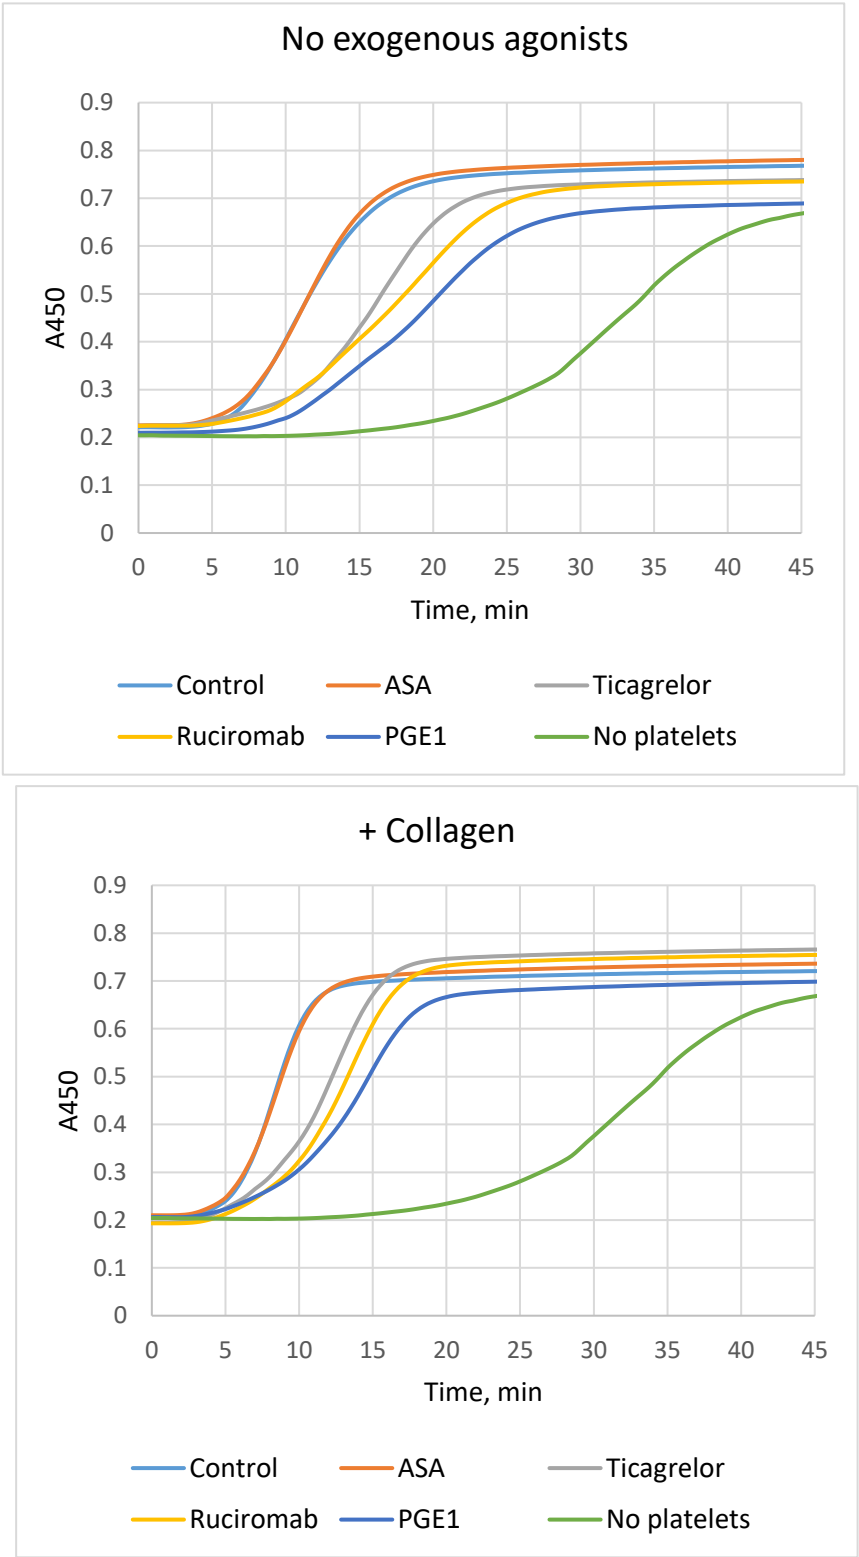 No exogenous agonists
0.9
0.8
0.7
0.6
0.5
0.4
0.3
0.2
0.1
0
A450
0 5 10 15 20 25 30 35 40 45
Time, min
Control ASA Ticagrelor
Ruciromab PGE1 No platelets
+ Collagen
0.9
0.8
0.7
0.6
0.5
0.4
0.3
0.2
0.1
0
A450
0 5 10 15 20 25 30 35 40 45
Time, min
Control ASA Ticagrelor
Ruciromab PGE1 No platelets